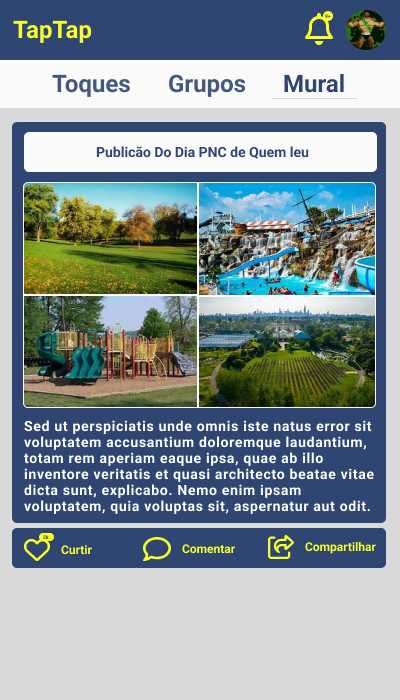 TapTap
9+
Toques Grupos Mural
Publicão Do Dia PNC de Quem leu
Sed ut perspiciatis unde omnis iste natus error sit
voluptatem accusantium doloremque laudantium,
totam rem aperiam eaque ipsa, quae ab illo
inventore veritatis et quasi architecto beatae vitae
dicta sunt, explicabo. Nemo enim ipsam
voluptatem, quia voluptas sit, aspernatur aut odit.
Curtir Comentar Compartilhar